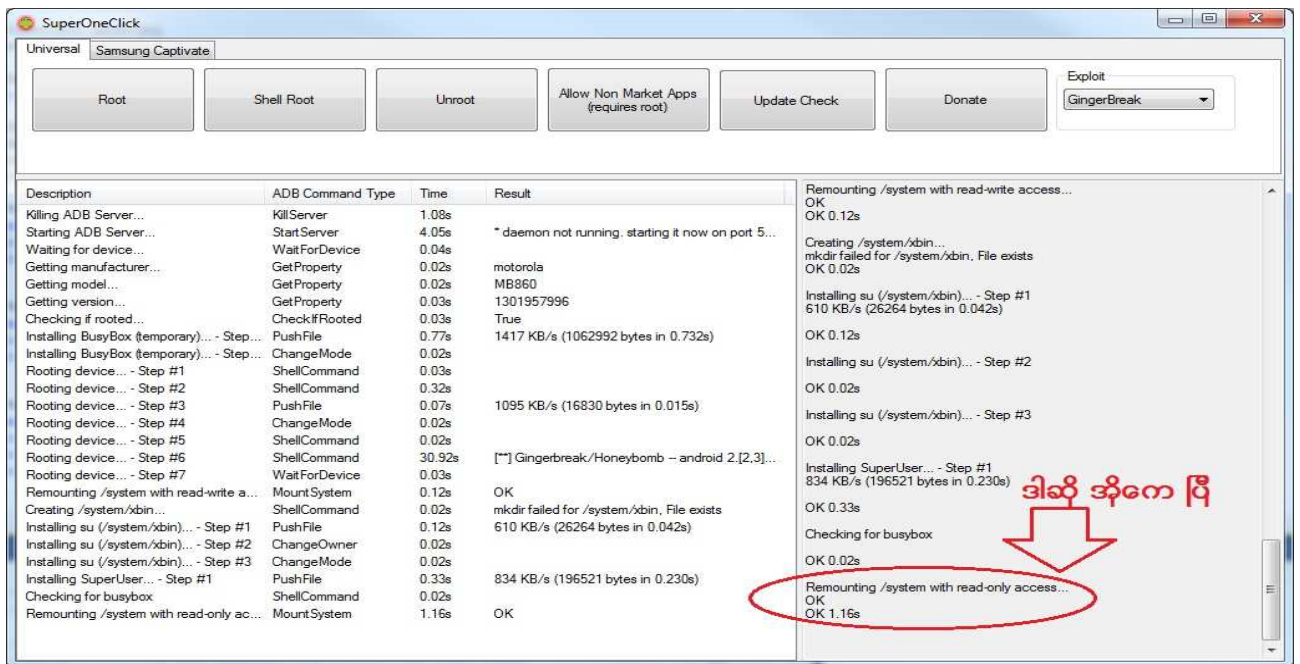 SuperOneClick
Universal Samsung Captivate
Root Shell Root Unroot Allow Non Market Apps (requires root) Update Check Donate Exploit GingerBreak
Description ADB Command Type Time Result
Killing ADB Server... KillServer 1.08s
Starting ADB Server... StartServer 4.05s * daemon not running. starting it now on port 5...
Waiting for device... WaitForDevice 0.04s
Getting manufacturer... GetProperty 0.02s motorola
Getting model... GetProperty 0.02s MB860
Getting version... GetProperty 0.03s 1301957996
Checking if rooted... CheckIfRooted 0.03s True
Installing BusyBox (temporary)... - Step... PushFile 0.77s 1417 KB/s (1062992 bytes in 0.732s)
Installing BusyBox (temporary)... - Step... ChangeMode 0.02s
Rooting device... - Step #1 ShellCommand 0.03s
Rooting device... - Step #2 ShellCommand 0.32s
Rooting device... - Step #3 PushFile 0.07s 1095 KB/s (16830 bytes in 0.015s)
Rooting device... - Step #4 ChangeMode 0.02s
Rooting device... - Step #5 ShellCommand 0.02s
Rooting device... - Step #6 ShellCommand 30.92s [**] Gingerbreak/Honeybomb -- android 2.[2,3]...
Rooting device... - Step #7 WaitForDevice 0.03s
Remounting /system with read-write a... MountSystem 0.12s OK
Creating /system/xbin... ShellCommand 0.02s mkdir failed for /system/xbin, File exists
Installing su (/system/xbin)... - Step #1 PushFile 0.12s 610 KB/s (26264 bytes in 0.042s)
Installing su (/system/xbin)... - Step #2 ChangeOwner 0.02s
Installing su (/system/xbin)... - Step #3 ChangeMode 0.02s
Installing SuperUser... - Step #1 PushFile 0.33s 834 KB/s (196521 bytes in 0.230s)
Checking for busybox ShellCommand 0.02s
Remounting /system with read-only ac... MountSystem 1.16s OK
Remounting /system with read-write access...
OK
OK 0.12s
Creating /system/xbin...
mkdir failed for /system/xbin, File exists
OK 0.02s
Installing su (/system/xbin)... - Step #1
610 KB/s (26264 bytes in 0.042s)
OK 0.12s
Installing su (/system/xbin)... - Step #2
OK 0.02s
Installing su (/system/xbin)... - Step #3
OK 0.02s
Installing SuperUser... - Step #1
834 KB/s (196521 bytes in 0.230s)
ဒါဆို အိုကေ ပြီ
OK 0.33s
Checking for busybox
OK 0.02s
Remounting /system with read-only access...
OK
OK 1.16s